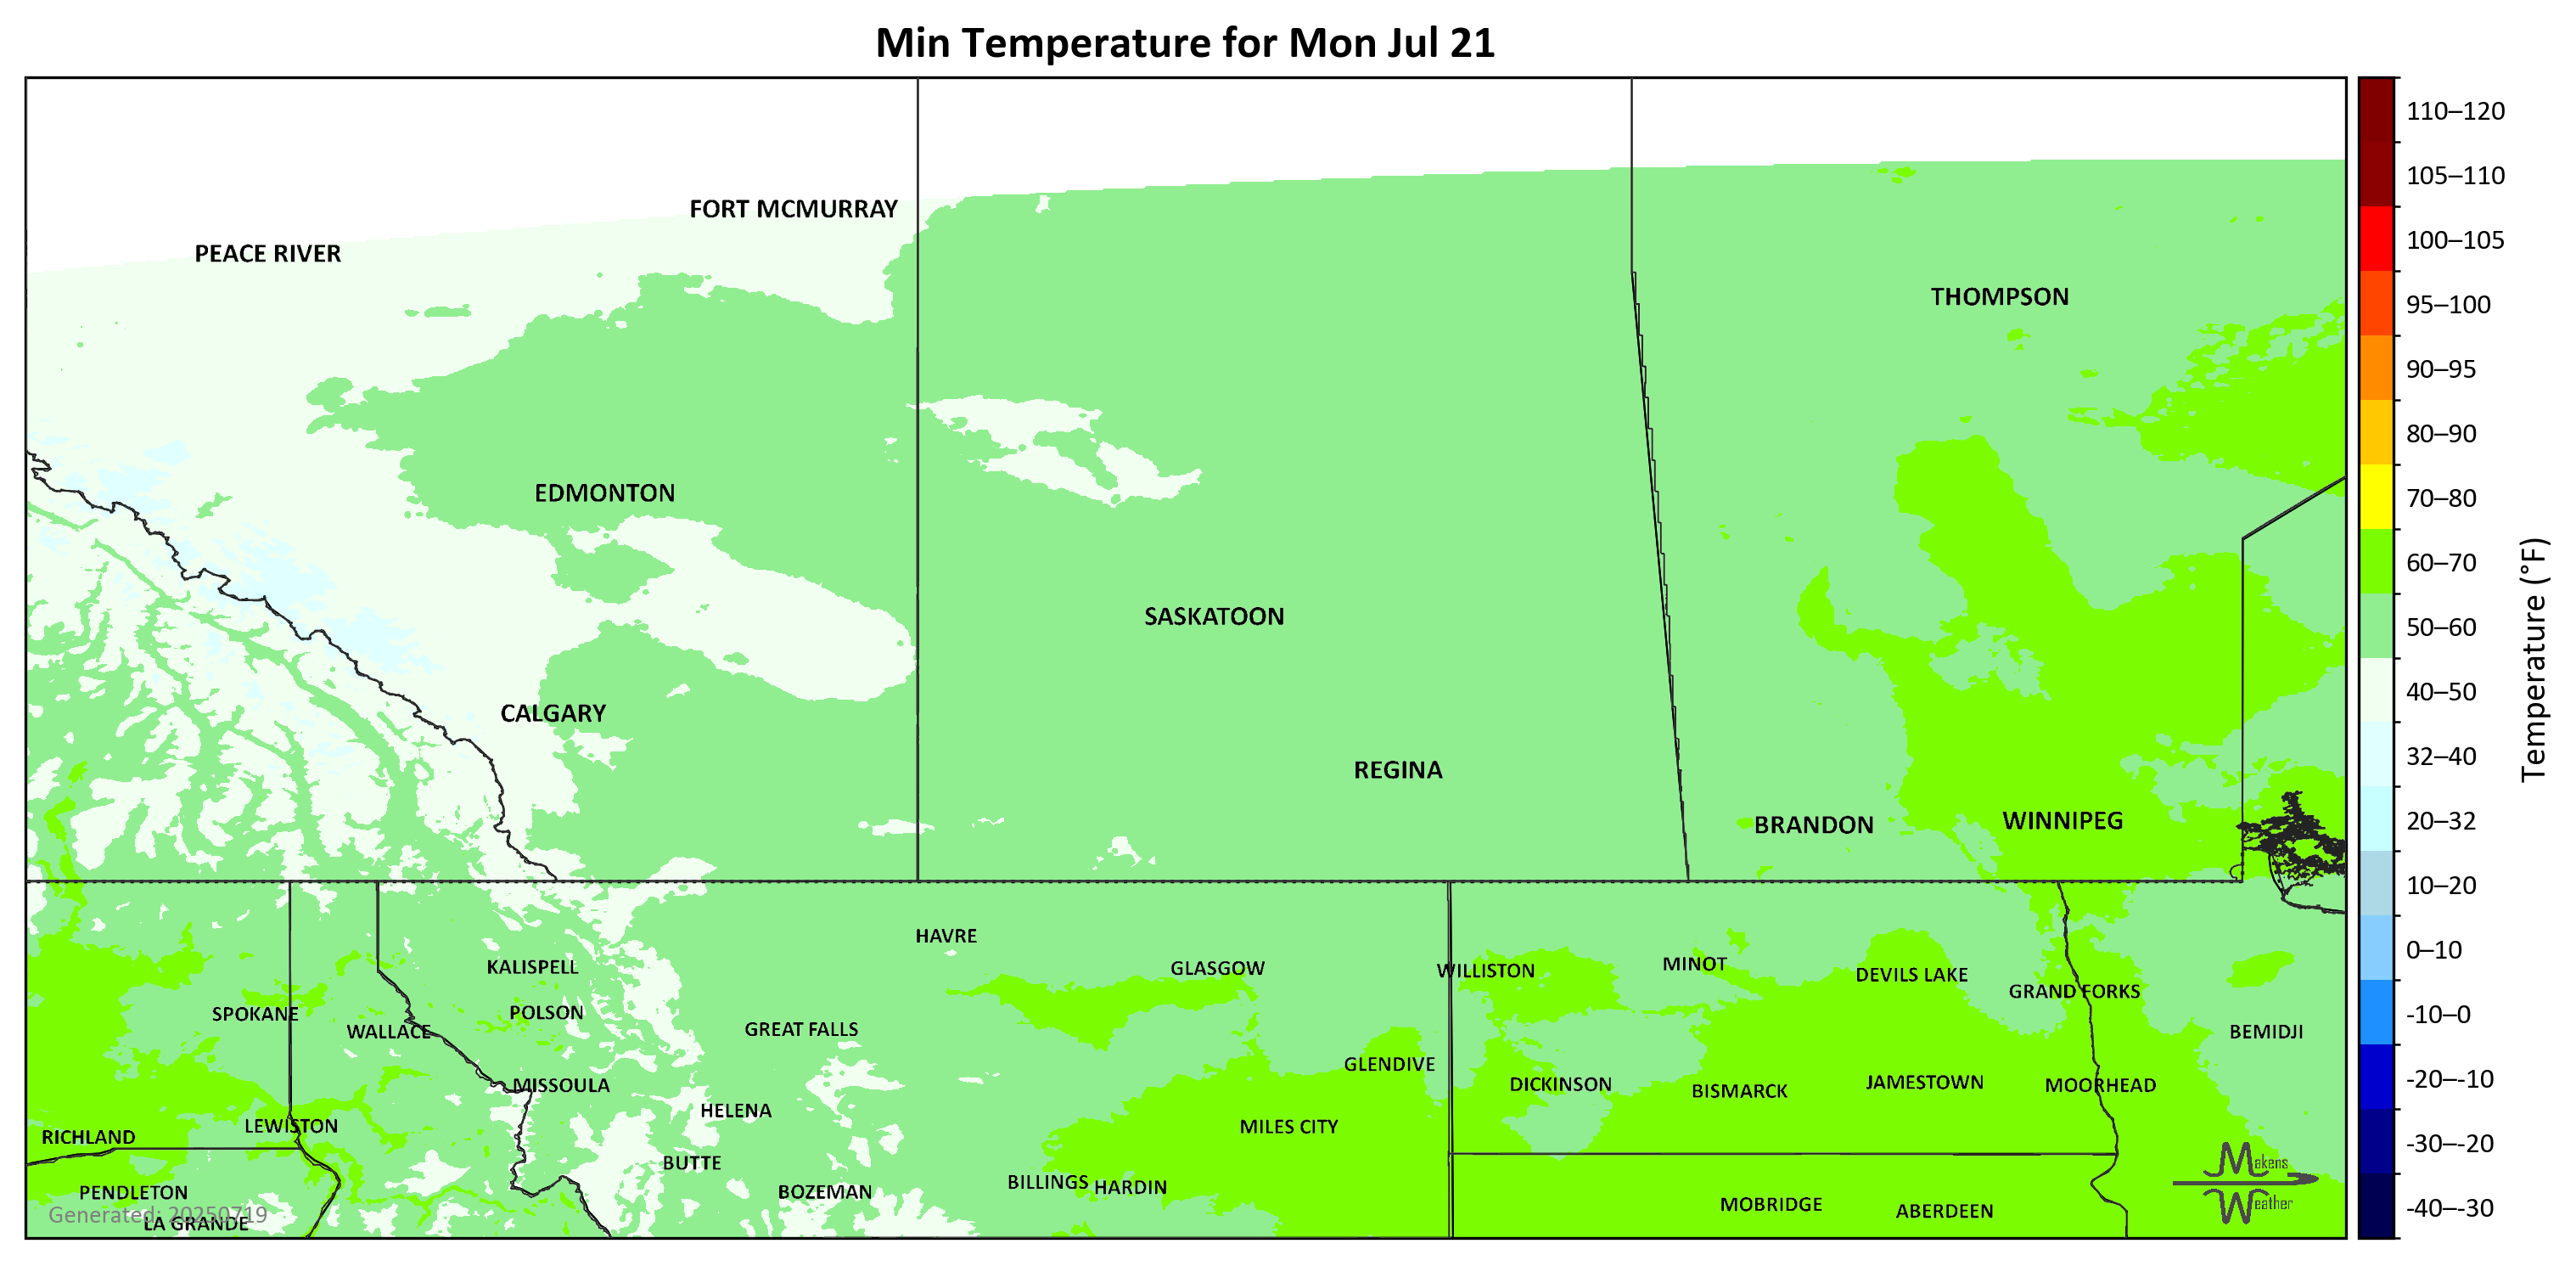 Min Temperature for Mon Jul 21
110–120
105–110
100–105
95–100
90–95
80–90
70–80
60–70
50–60
40–50
32–40
20–32
10–20
0–10
-10–0
-20–-10
-30–-20
-40–-30
Temperature (°F)
FORT MCMURRAY
PEACE RIVER
THOMPSON
EDMONTON
SASKATOON
CALGARY
REGINA
WINNIPEG
BRANDON
HAVRE
KALISPELL
GLASGOW
WILLISTON
MINOT
DEVILS LAKE
GRAND FORKS
SPOKANE
POLSON
WALLACE
GREAT FALLS
BEMIDJI
GLENDIVE
MISSOULA
DICKINSON
BISMARCK
JAMESTOWN
MOORHEAD
HELENA
LEWISTON
MILES CITY
RICHLAND
BUTTE
PENDLETON
BOZEMAN
BILLINGS
HARDIN
MOBRIDGE
ABERDEEN
Generated: 20250719
LA GRANDE
Makens
Weather